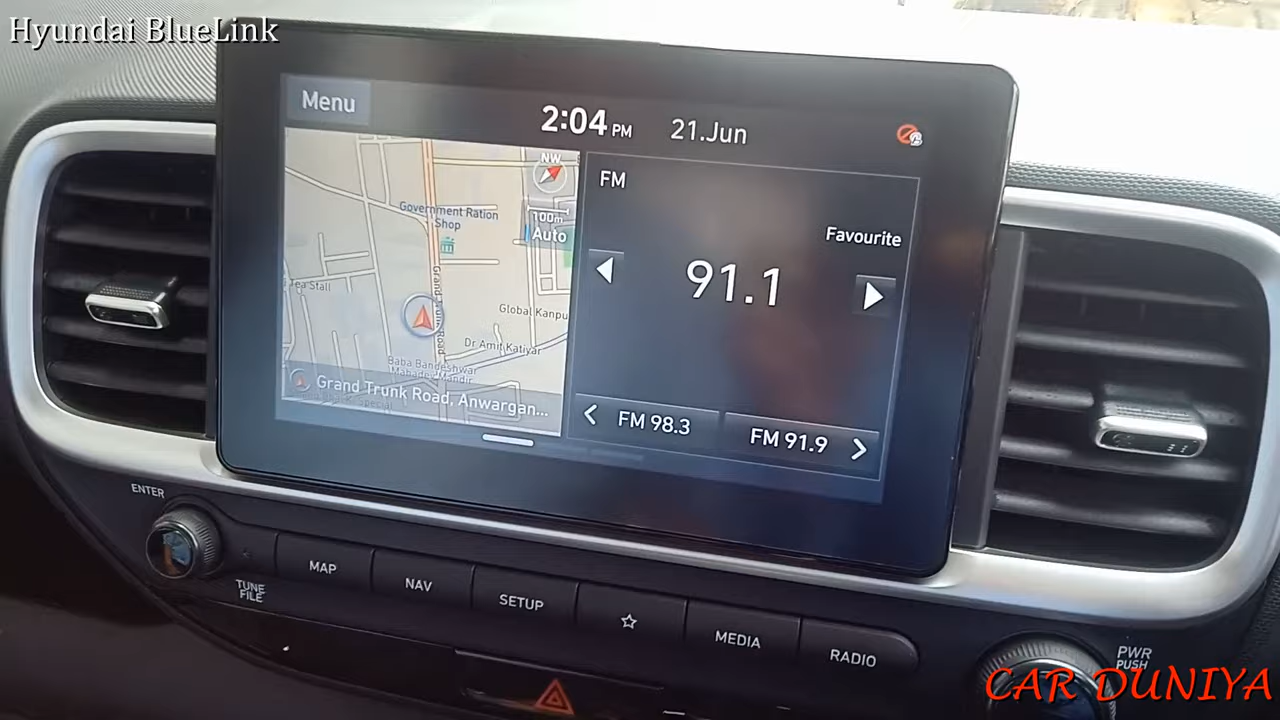 Hyundai BlueLink
Menu
2:04 PM
21.Jun
NW
100m
Auto
Government Ration
Shop
Tea Stall
Grand Trunk Road
Global Kanpu
Dr Amit Katiyar
Baba Bandeshwar
Mahadev Mandir
Grand Trunk Road, Anwargan...
Special
FM
Favourite
91.1
FM 98.3
FM 91.9
ENTER
TUNE
FILE
MAP
NAV
SETUP
MEDIA
RADIO
PWR
PUSH
CAR DUNIYA